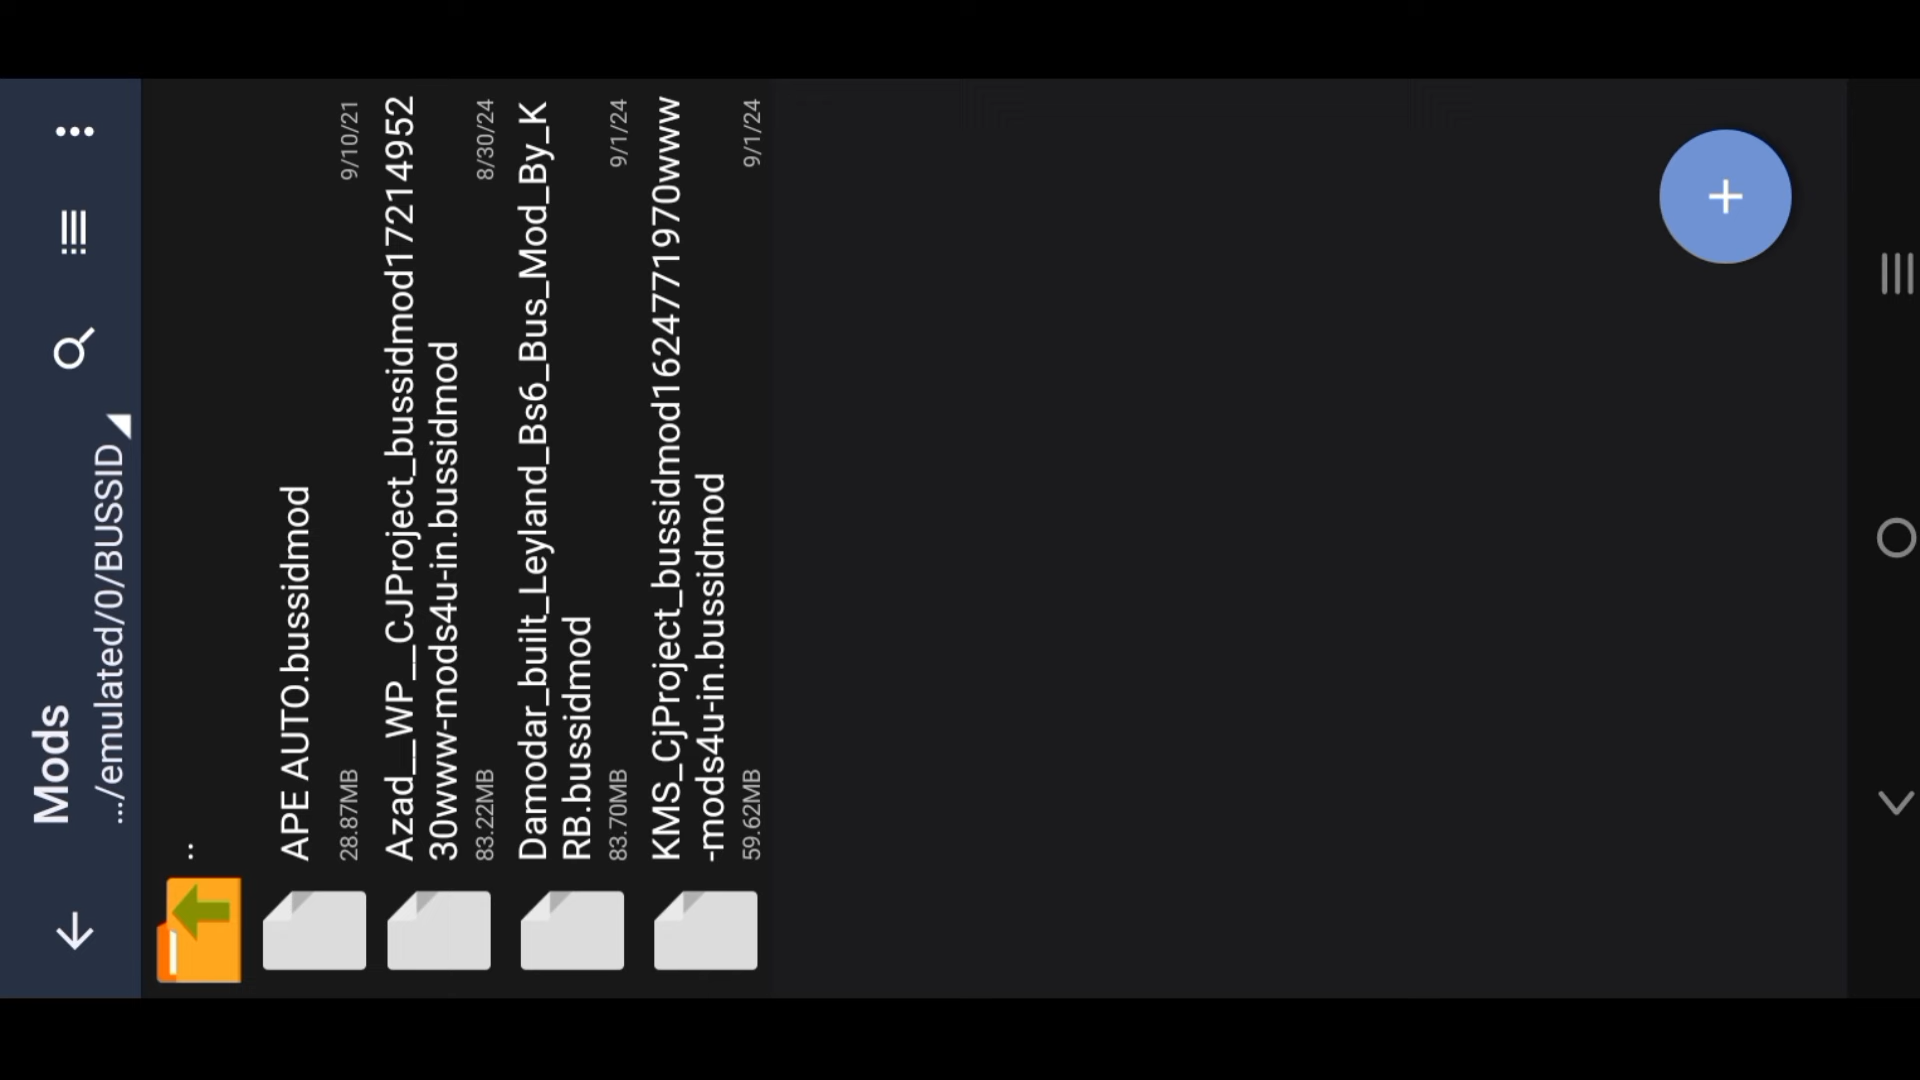 Mods
.../emulated/0/BUSSID
..
APE AUTO.bussidmod
28.87MB 9/10/21
Azad__WP__CJProject_bussidmod17214952
30www-mods4u-in.bussidmod
83.22MB 8/30/24
Damodar_built_Leyland_Bs6_Bus_Mod_By_K
RB.bussidmod
83.70MB 9/1/24
KMS_CjProject_bussidmod1624771970www
-mods4u-in.bussidmod
59.62MB 9/1/24